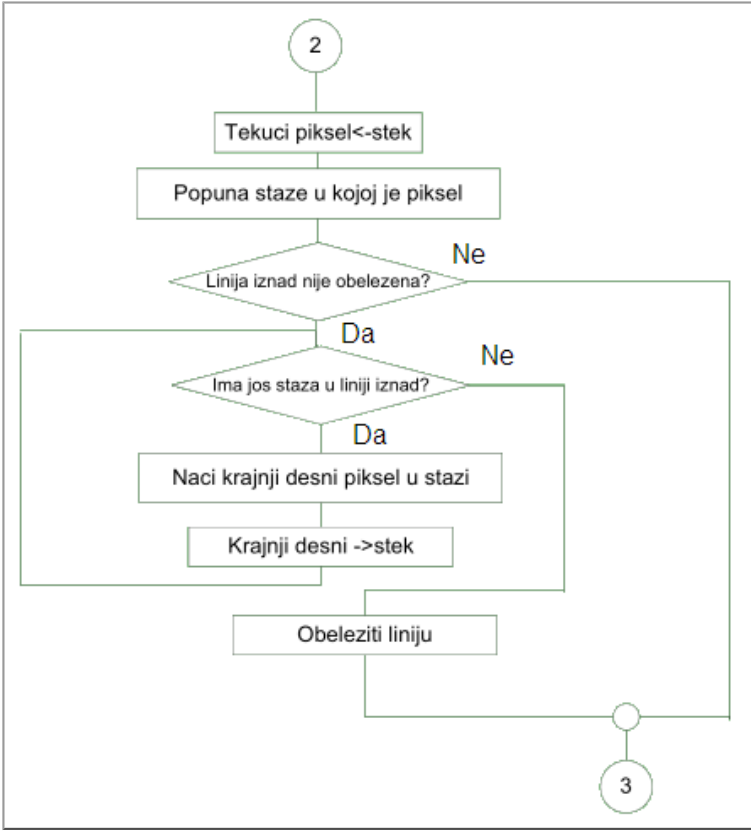 2
Tekuci piksel<-stek
Popuna staze u kojoj je piksel
Ne
Linija iznad nije obelezena?
Da
Ne
Ima jos staza u liniji iznad?
Da
Naci krajnji desni piksel u stazi
Krajnji desni ->stek
Obeleziti liniju
3